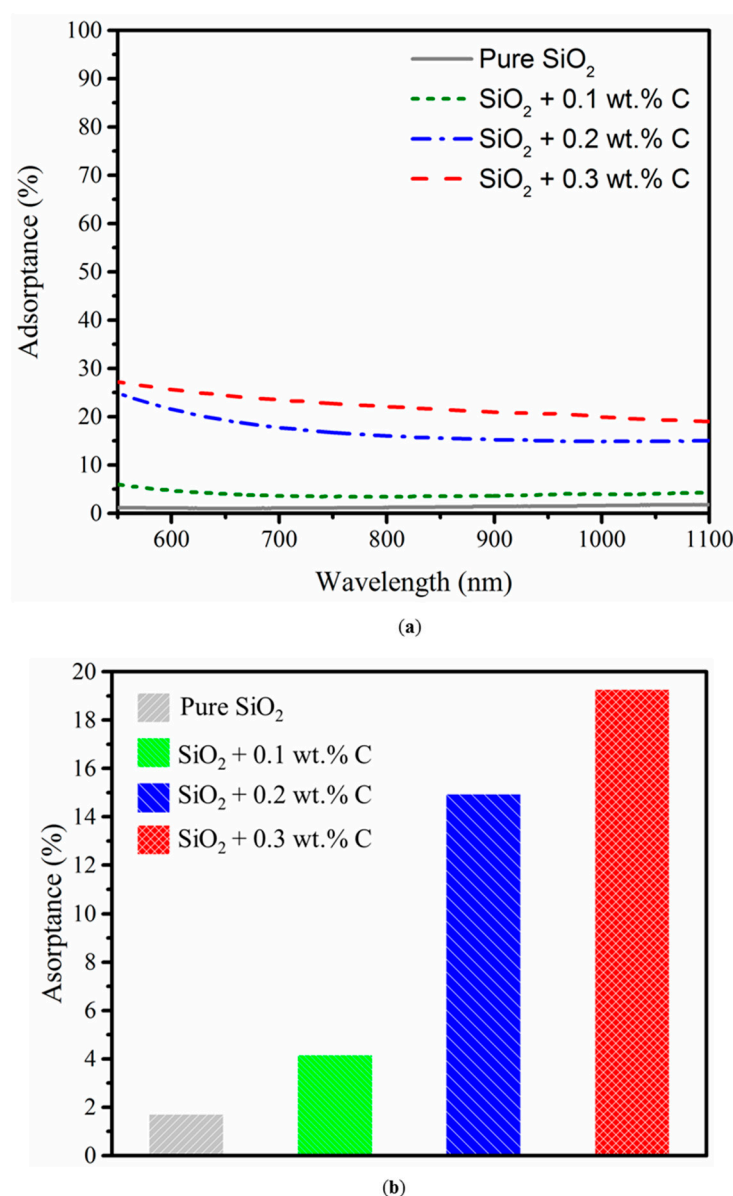 100
90
80
70
60
50
40
30
20
10
0
Adsorptance (%)
Pure SiO₂
SiO₂ + 0.1 wt.% C
SiO₂ + 0.2 wt.% C
SiO₂ + 0.3 wt.% C
600 700 800 900 1000 1100
Wavelength (nm)
(a)
20
18
16
14
12
10
8
6
4
2
0
Asorptance (%)
Pure SiO₂
SiO₂ + 0.1 wt.% C
SiO₂ + 0.2 wt.% C
SiO₂ + 0.3 wt.% C
(b)